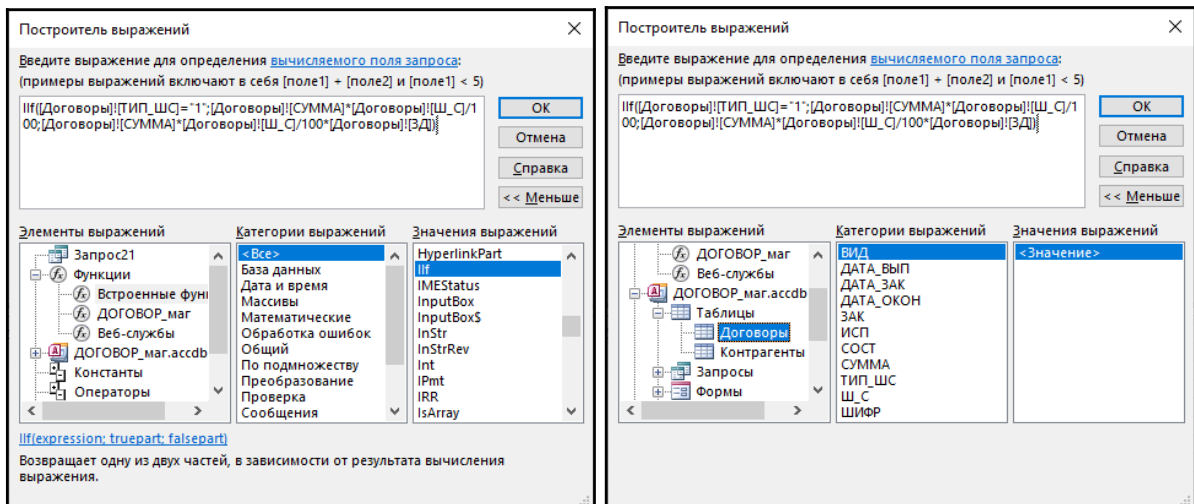 Построитель выражений
Введите выражение для определения вычисляемого поля запроса:
(примеры выражений включают в себя [поле1] + [поле2] и [поле1] < 5)
IIf([Договоры]![ТИП_ШС]="1";[Договоры]![СУММА]*[Договоры]![Ш_С]/1
00;[Договоры]![СУММА]*[Договоры]![Ш_С]/100*[Договоры]![ЗД])
ОК
Отмена
Справка
<< Меньше
Элементы выражений
Запрос21
Функции
Встроенные фун
ДОГОВОР_маг
Веб-службы
ДОГОВОР_маг.accdb
Константы
Операторы
Категории выражений
<Все>
База данных
Дата и время
Массивы
Математические
Обработка ошибок
Общий
По подмножеству
Преобразование
Проверка
Сообщения
Значения выражений
HyperlinkPart
IIf
IMEStatus
InputBox
InputBox$
InStr
InStrRev
Int
IPmt
IRR
IsArray
IIf(expression; truepart; falsepart)
Возвращает одну из двух частей, в зависимости от результата вычисления
выражения.
Построитель выражений
Введите выражение для определения вычисляемого поля запроса:
(примеры выражений включают в себя [поле1] + [поле2] и [поле1] < 5)
IIf([Договоры]![ТИП_ШС]="1";[Договоры]![СУММА]*[Договоры]![Ш_С]/1
00;[Договоры]![СУММА]*[Договоры]![Ш_С]/100*[Договоры]![ЗД])
ОК
Отмена
Справка
<< Меньше
Элементы выражений
ДОГОВОР_маг
Веб-службы
ДОГОВОР_маг.accdb
Таблицы
Договоры
Контрагенты
Запросы
Формы
Категории выражений
ВИД
ДАТА_ВЫП
ДАТА_ЗАК
ДАТА_ОКОН
ЗАК
ИСП
СОСТ
СУММА
ТИП_ШС
Ш_С
ШИФР
Значения выражений
<Значение>